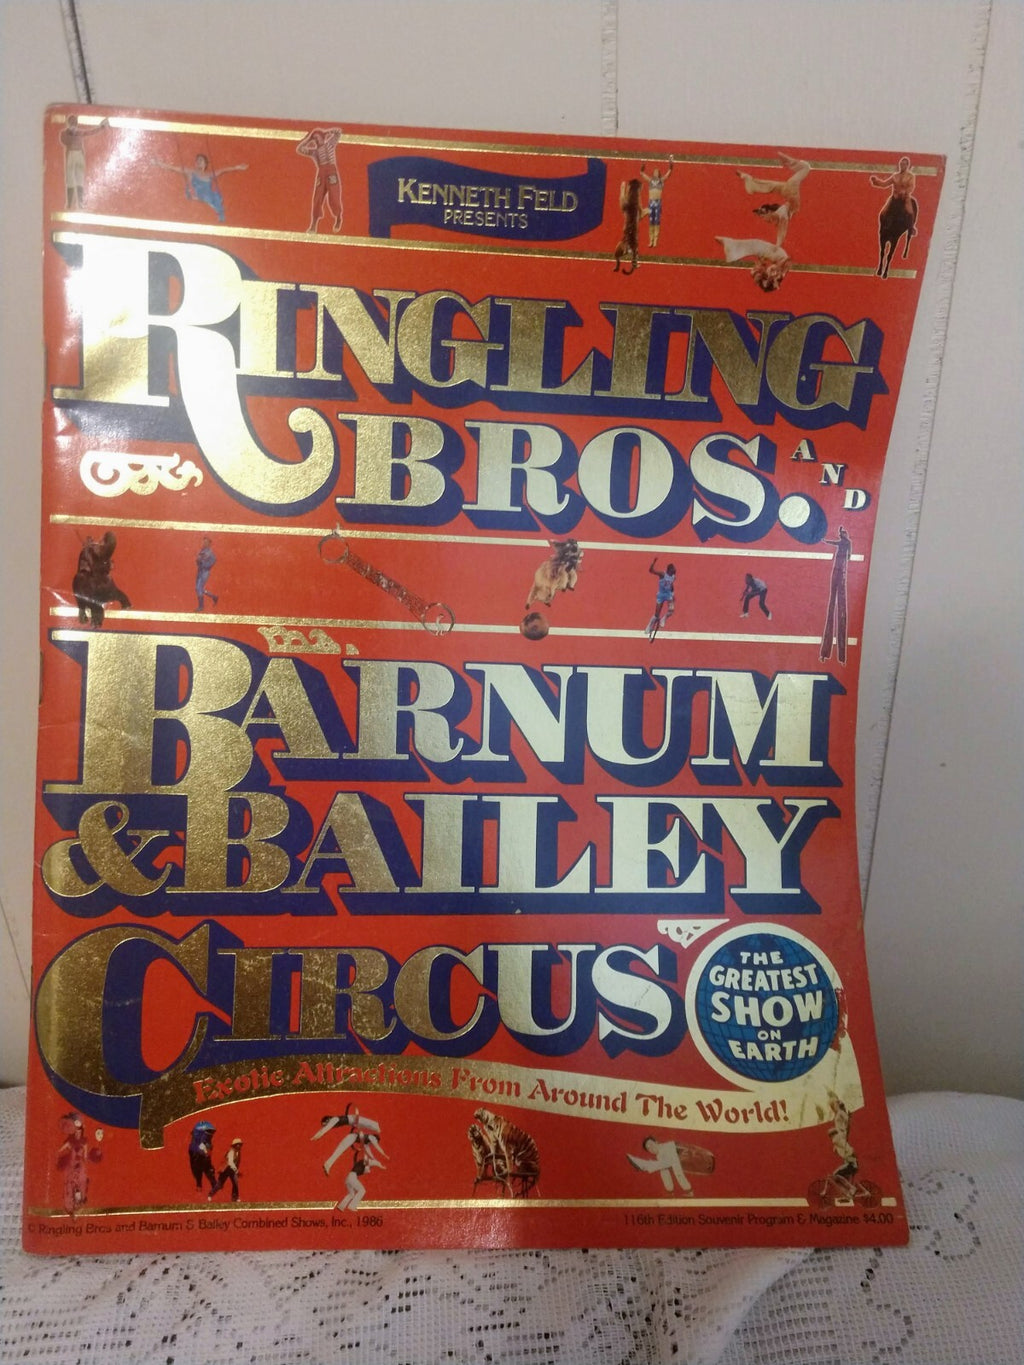 KENNETH FELD
PRESENTS
RINGLING
BROS. AND
BARNUM
& BAILEY
CIRCUS
THE
GREATEST
SHOW
ON
EARTH
Exotic Attractions From Around The World!
© Ringling Bros and Barnum & Bailey Combined Shows, Inc., 1986
116th Edition Souvenir Program & Magazine $4.00